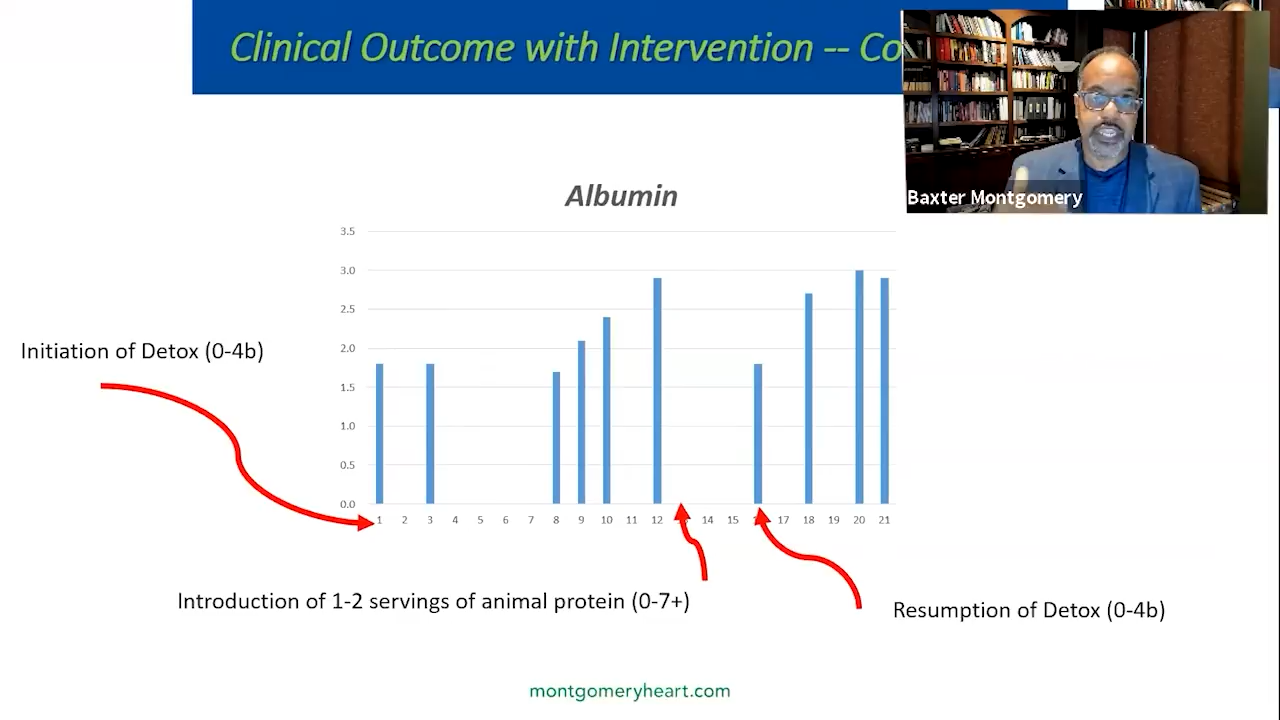 Clinical Outcome with Intervention -- Co
Baxter Montgomery
Albumin
3.5
3.0
2.5
2.0
1.5
1.0
0.5
0.0
1 2 3 4 5 6 7 8 9 10 11 12 14 15 17 18 19 20 21
Initiation of Detox (0-4b)
Introduction of 1-2 servings of animal protein (0-7+)
Resumption of Detox (0-4b)
montgomeryheart.com